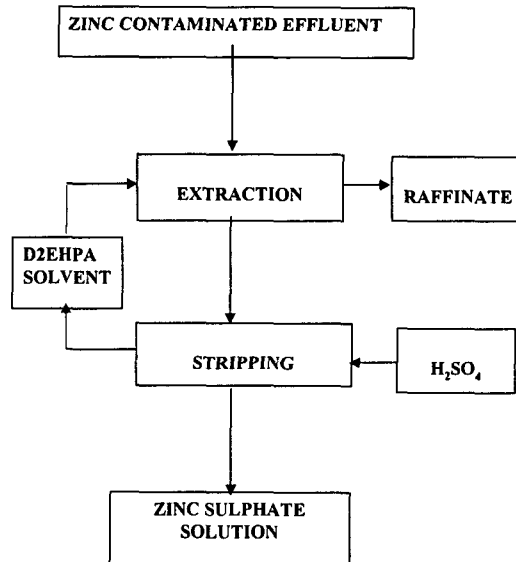 ZINC CONTAMINATED EFFLUENT
EXTRACTION
RAFFINATE
D2EHPA
SOLVENT
STRIPPING
H₂SO₄
ZINC SULPHATE
SOLUTION